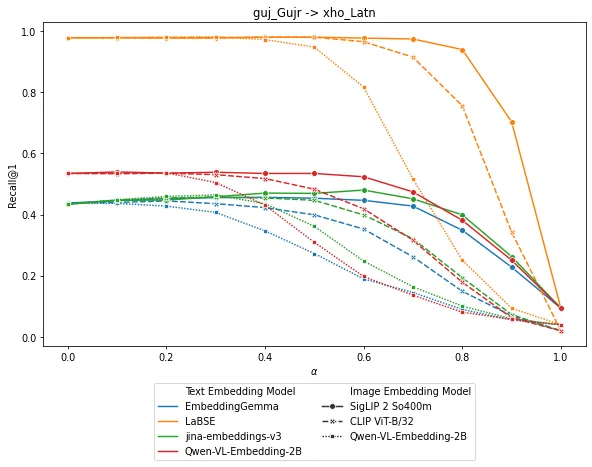 guj_Gujr -> xho_Latn
1.0
0.8
0.6
0.4
0.2
0.0
Recall@1
0.0 0.2 0.4 0.6 0.8 1.0
α
Text Embedding Model Image Embedding Model
EmbeddingGemma SigLIP 2 So400m
LaBSE CLIP ViT-B/32
jina-embeddings-v3 Qwen-VL-Embedding-2B
Qwen-VL-Embedding-2B